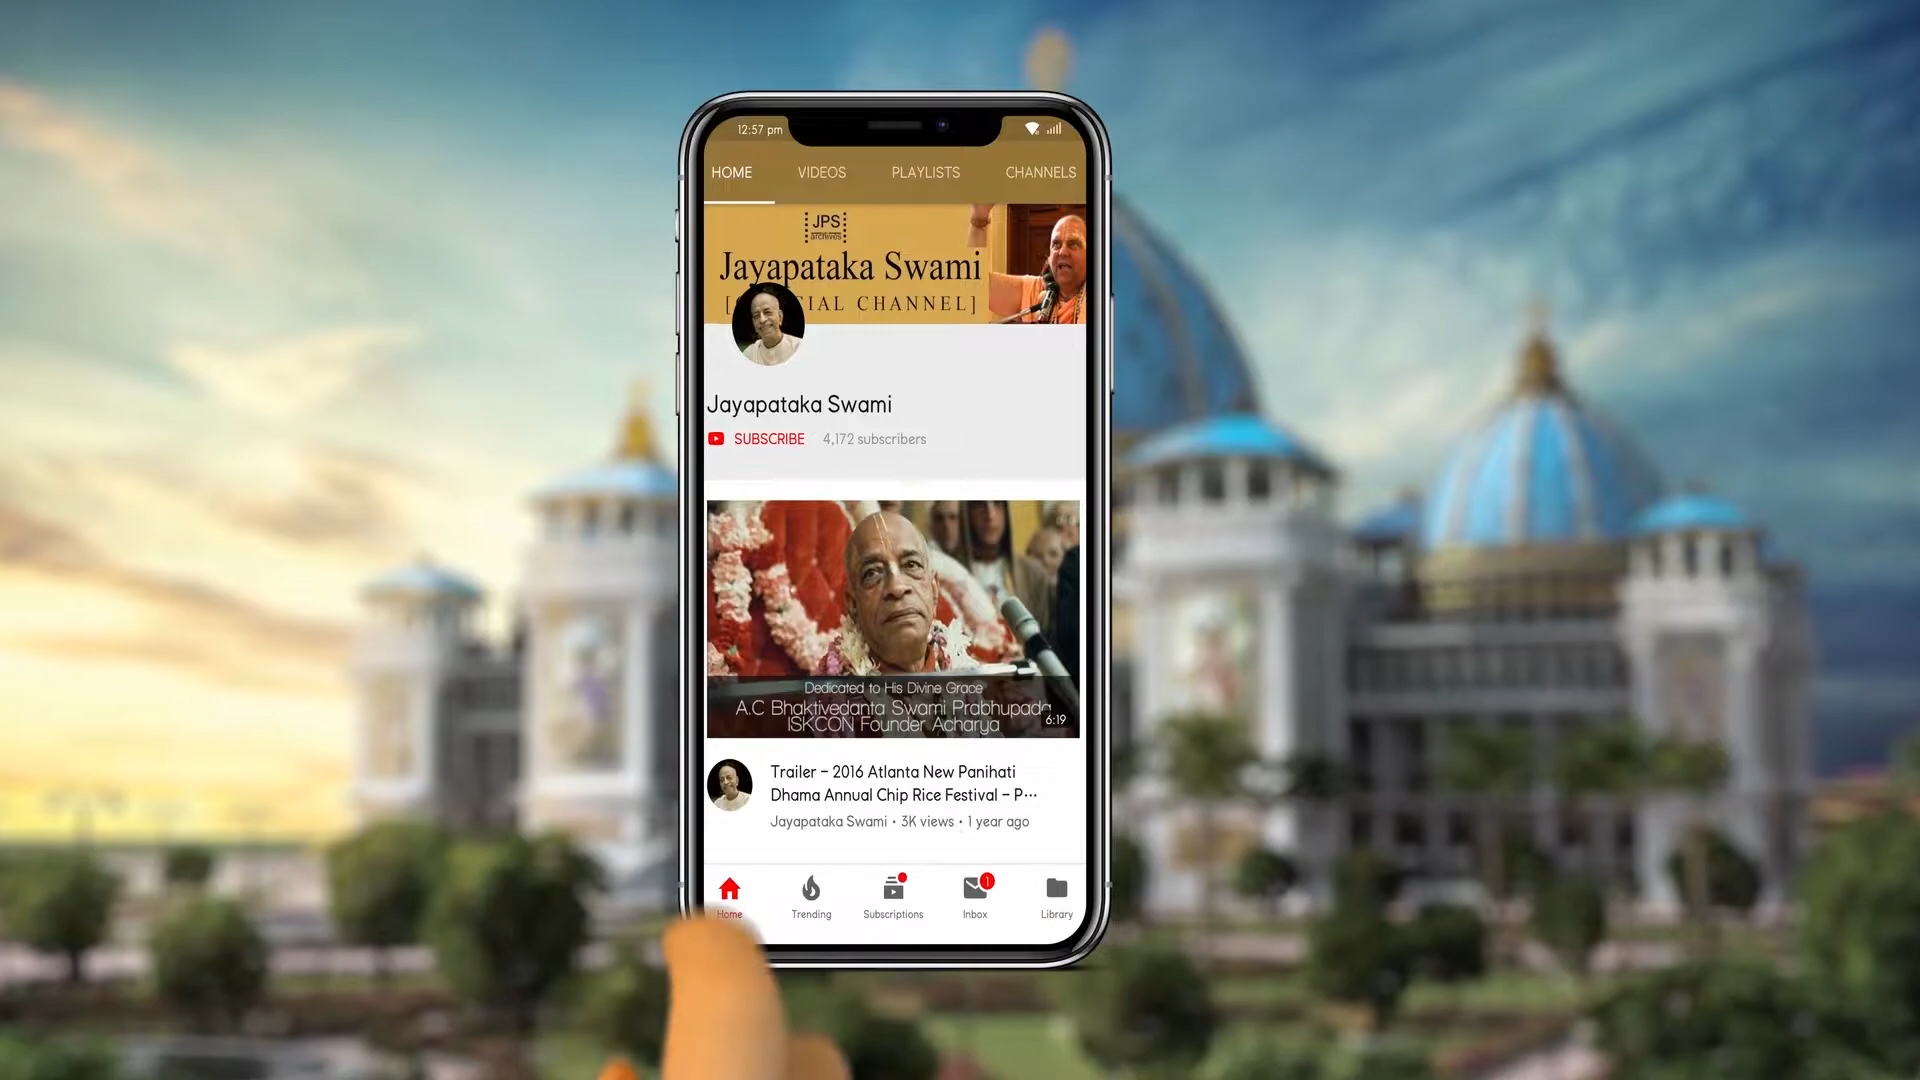 12:57 pm
HOME VIDEOS PLAYLISTS CHANNELS
JPS
archives
Jayapataka Swami
[ IAL CHANNEL]
Jayapataka Swami
SUBSCRIBE 4,172 subscribers
Dedicated to His Divine Grace
A.C Bhaktivedanta Swami Prabhupada
ISKCON Founder Acharya
6:19
Trailer – 2016 Atlanta New Panihati
Dhama Annual Chip Rice Festival – P...
Jayapataka Swami • 3K views • 1 year ago
1
Home Trending Subscriptions Inbox Library